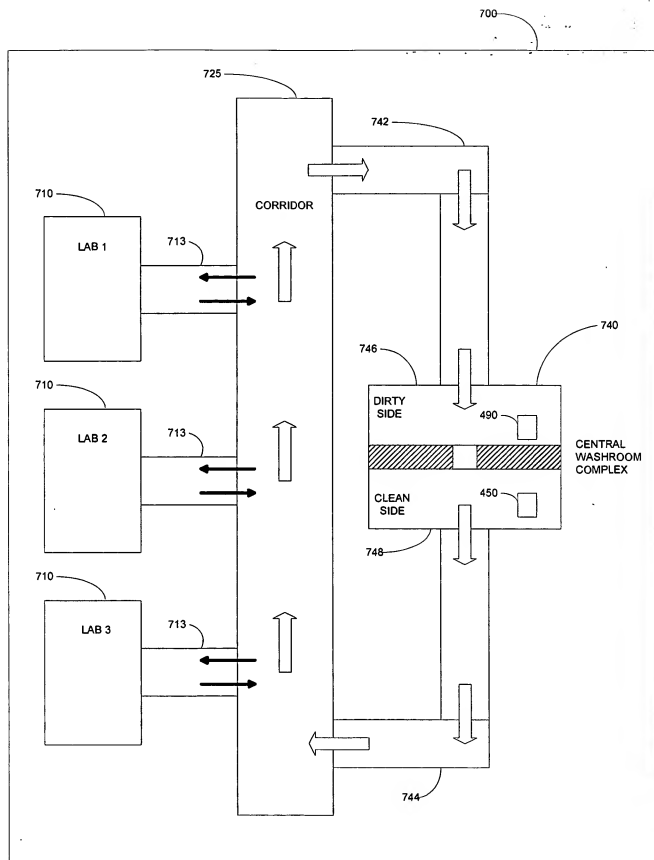 700
725
742
CORRIDOR
710
LAB 1
713
746
740
DIRTY SIDE
490
710
LAB 2
713
CENTRAL
WASHROOM
COMPLEX
CLEAN
SIDE
450
748
710
LAB 3
713
744